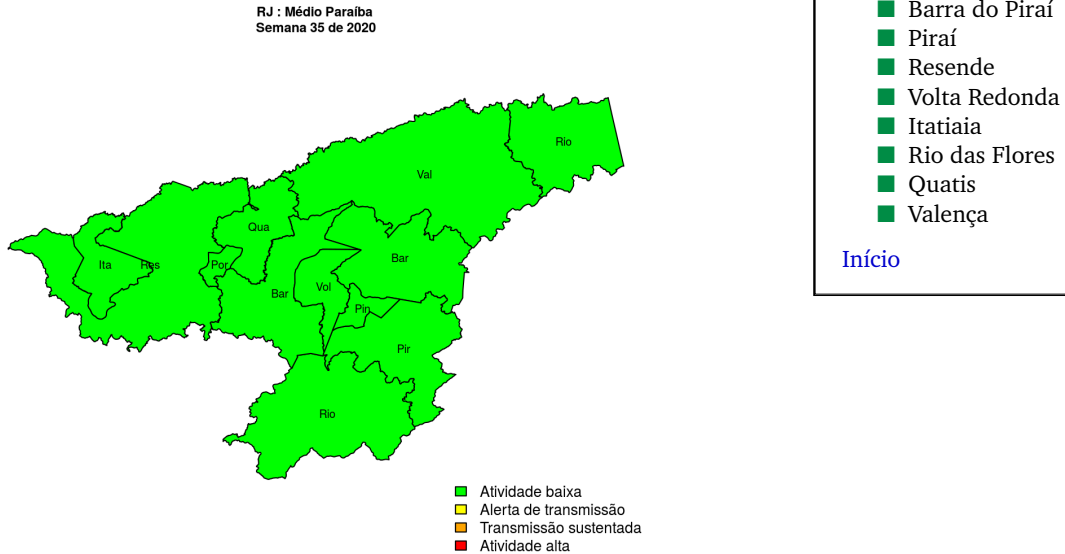 RJ : Médio Paraíba
Semana 35 de 2020
Rio
Val
Qua
Ita
Res
Por
Bar
Bar
Vol
Pin
Pir
Rio
Atividade baixa
Alerta de transmissão
Transmissão sustentada
Atividade alta
Barra do Piraí
Piraí
Resende
Volta Redonda
Itatiaia
Rio das Flores
Quatis
Valença
Início